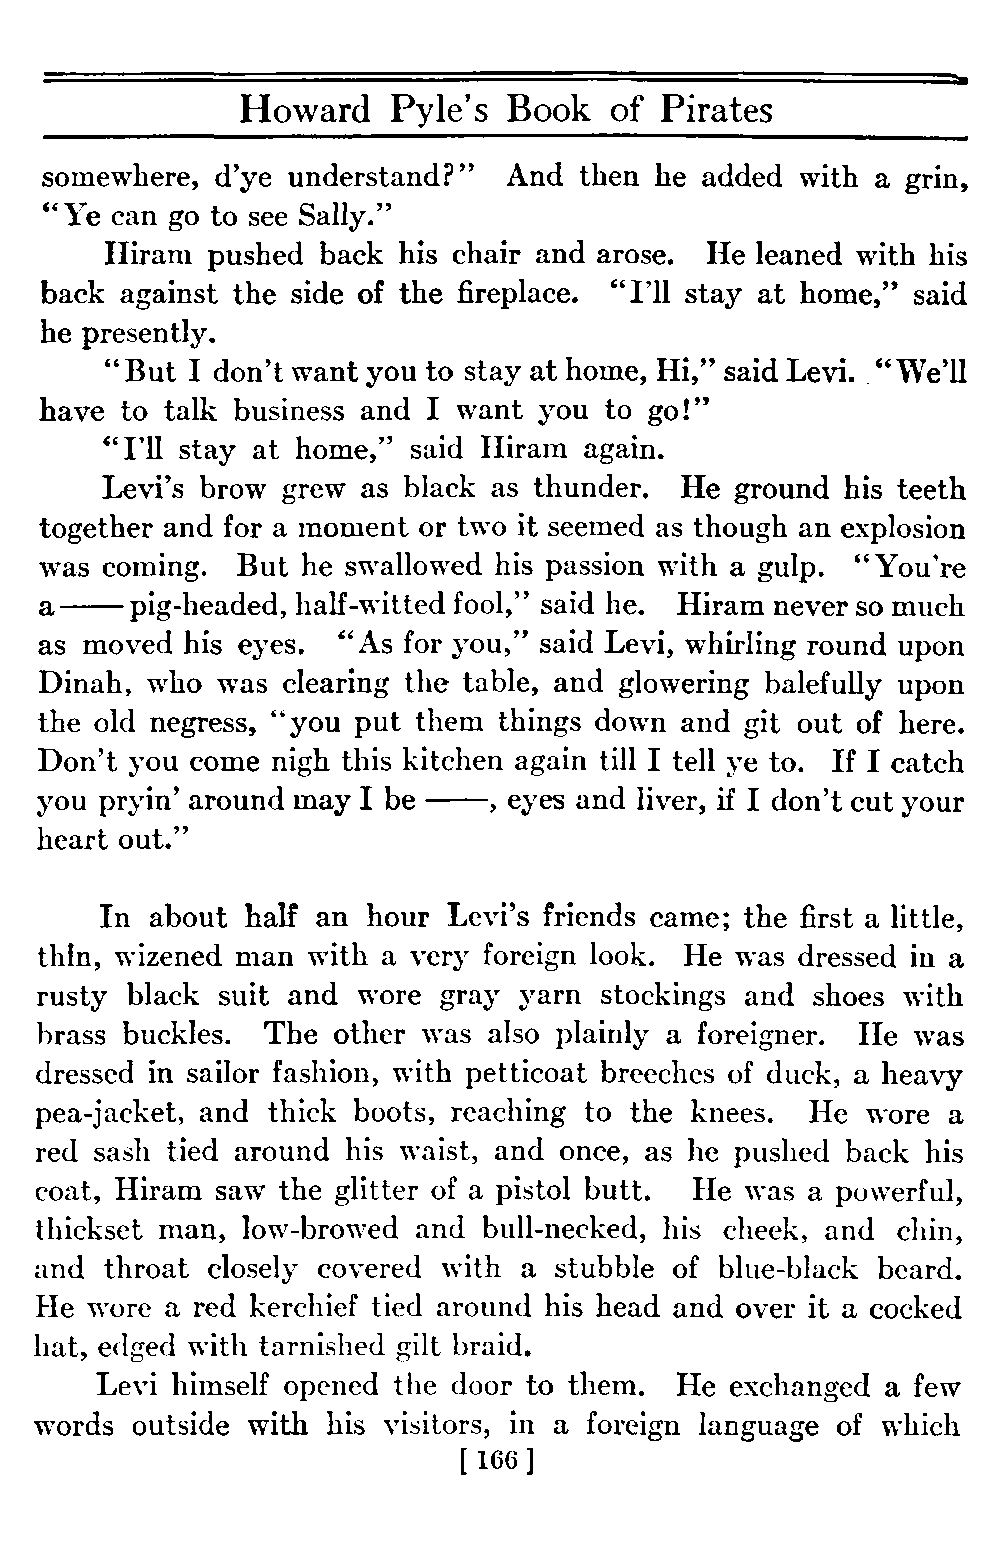 Howard Pyle's Book of Pirates
somewhere, d'ye understand?” And then he added with a grin,
“Ye can go to see Sally.”
Hiram pushed back his chair and arose. He leaned with his
back against the side of the fireplace. “I'll stay at home,” said
he presently.
“But I don't want you to stay at home, Hi,” said Levi. “We'll
have to talk business and I want you to go!”
“I'll stay at home,” said Hiram again.
Levi's brow grew as black as thunder. He ground his teeth
together and for a moment or two it seemed as though an explosion
was coming. But he swallowed his passion with a gulp. “You're
a—— pig-headed, half-witted fool,” said he. Hiram never so much
as moved his eyes. “As for you,” said Levi, whirling round upon
Dinah, who was clearing the table, and glowering balefully upon
the old negress, “you put them things down and git out of here.
Don't you come nigh this kitchen again till I tell ye to. If I catch
you pryin' around may I be ——, eyes and liver, if I don't cut your
heart out.”
In about half an hour Levi's friends came; the first a little,
thin, wizened man with a very foreign look. He was dressed in a
rusty black suit and wore gray yarn stockings and shoes with
brass buckles. The other was also plainly a foreigner. He was
dressed in sailor fashion, with petticoat breeches of duck, a heavy
pea-jacket, and thick boots, reaching to the knees. He wore a
red sash tied around his waist, and once, as he pushed back his
coat, Hiram saw the glitter of a pistol butt. He was a powerful,
thickset man, low-browed and bull-necked, his cheek, and chin,
and throat closely covered with a stubble of blue-black beard.
He wore a red kerchief tied around his head and over it a cocked
hat, edged with tarnished gilt braid.
Levi himself opened the door to them. He exchanged a few
words outside with his visitors, in a foreign language of which
[ 166 ]